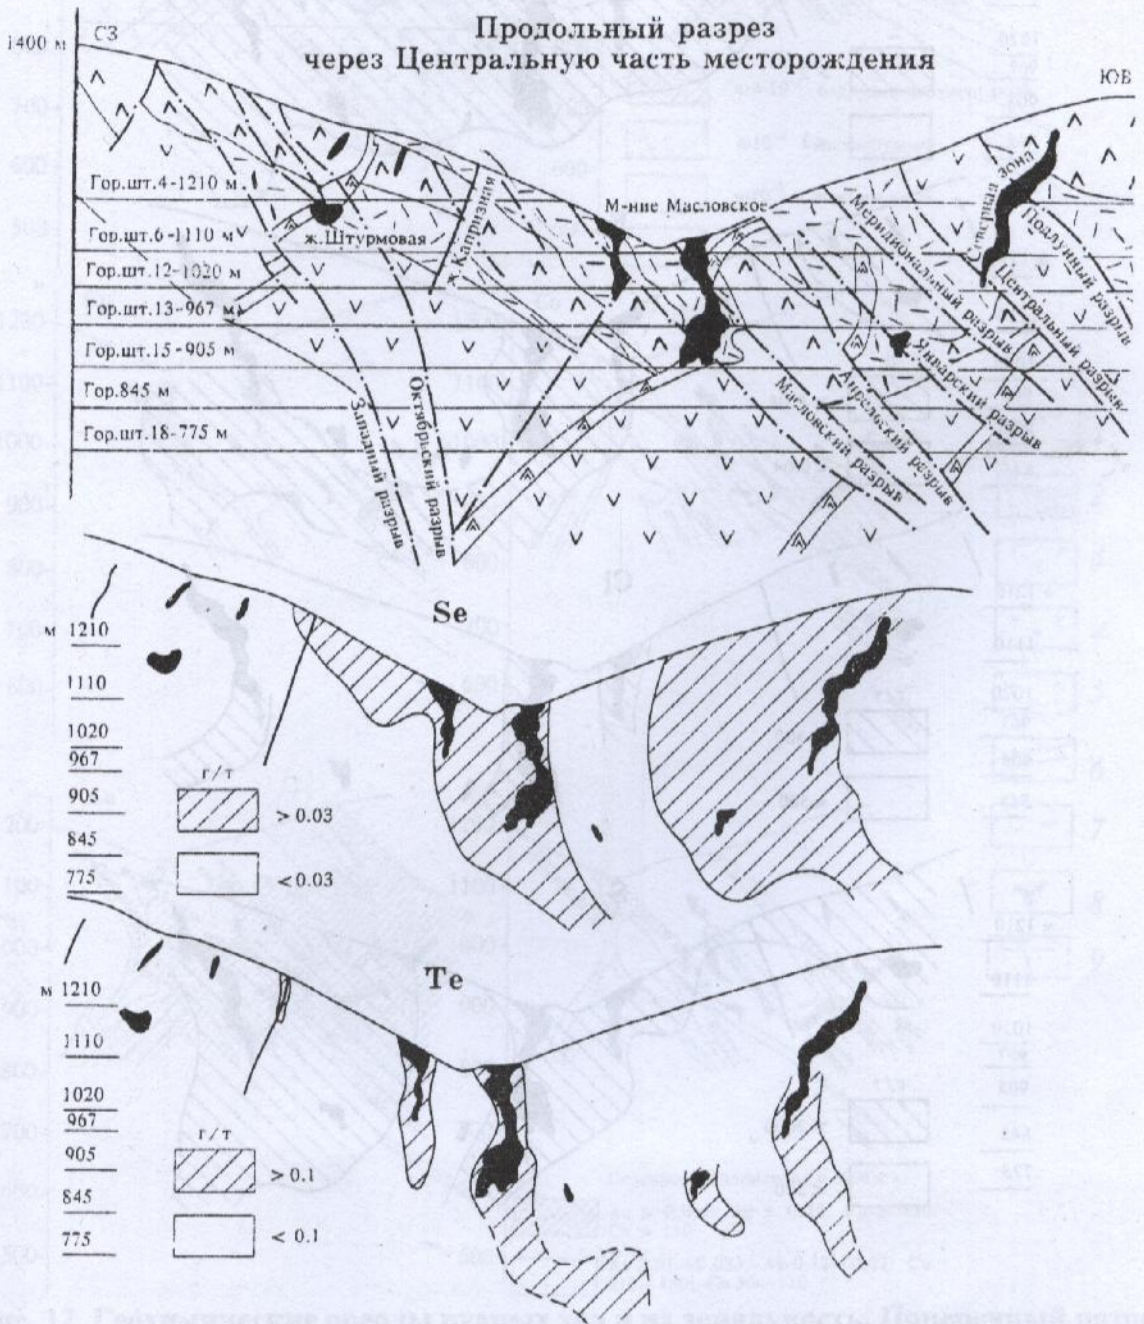 Продольный разрез
через Центральную часть месторождения
1400 м
СЗ
ЮВ
Гор.шт.4-1210 м
Гор.шт.6-1110 м
Гор.шт.12-1020 м
Гор.шт.13-967 м
Гор.шт.15-905 м
Гор.845 м
Гор.шт.18-775 м
ж.Штурмовая
ж.Капризная
М-ние Масловское
Северная зона
Меридиональный разрыв
Подлунный разрыв
Центральный разрыв
Январский разрыв
Апрельский разрыв
Масловский разрыв
Западный разрыв
Октябрьский разрыв
Se
м 1210
1110
1020
967
905
845
775
г/т
> 0.03
< 0.03
Te
м 1210
1110
1020
967
905
845
775
г/т
> 0.1
< 0.1